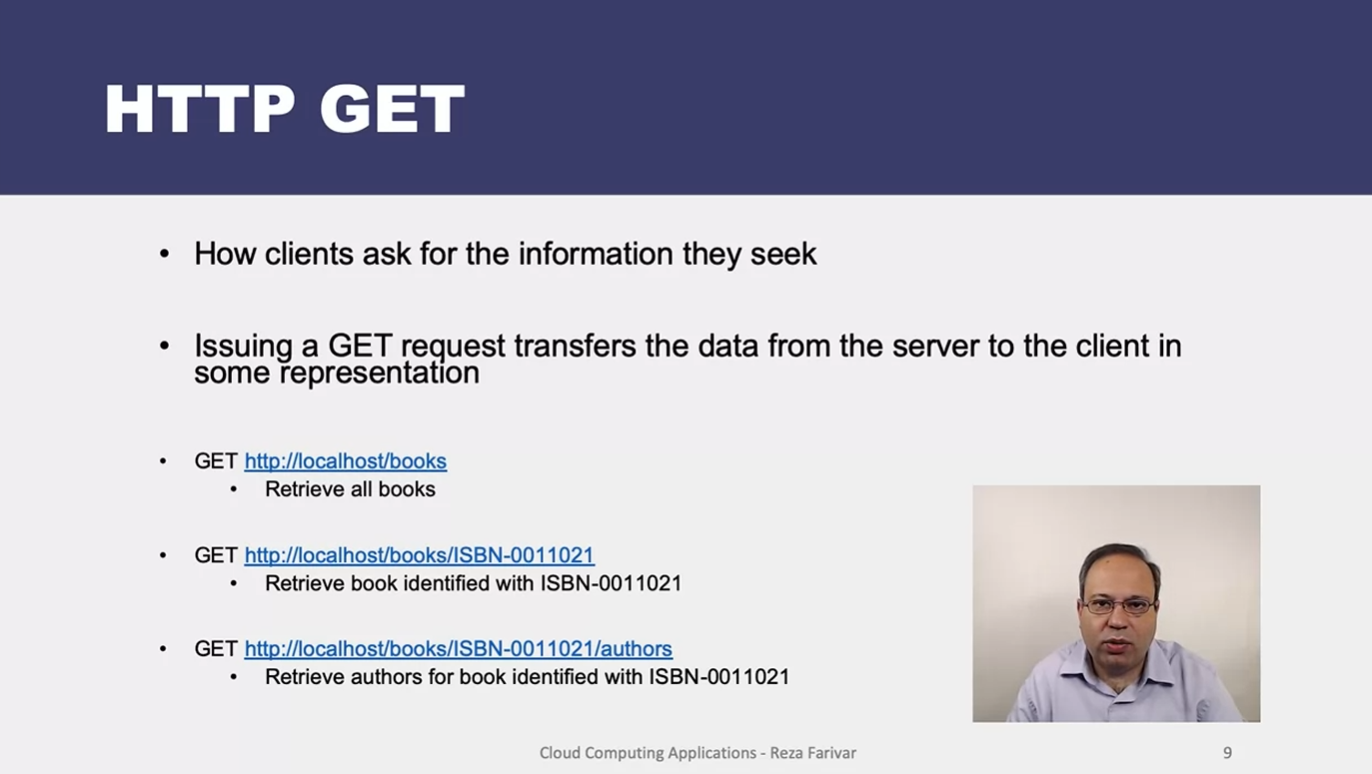 HTTP GET
• How clients ask for the information they seek
• Issuing a GET request transfers the data from the server to the client in
some representation
• GET http://localhost/books
• Retrieve all books
• GET http://localhost/books/ISBN-0011021
• Retrieve book identified with ISBN-0011021
• GET http://localhost/books/ISBN-0011021/authors
• Retrieve authors for book identified with ISBN-0011021
Cloud Computing Applications - Reza Farivar
9